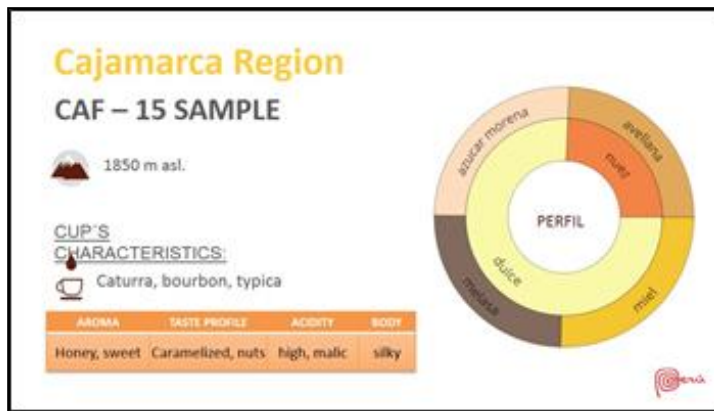 Cajamarca Region
CAF – 15 SAMPLE
1850 m asl.
CUP´S
CHARACTERISTICS:
Caturra, bourbon, typica
AROMA TASTE PROFILE ACIDITY BODY
Honey, sweet Caramelized, nuts high, malic silky
azucar morena
avellana
nuez
PERFIL
dulce
melasa
miel
Perú